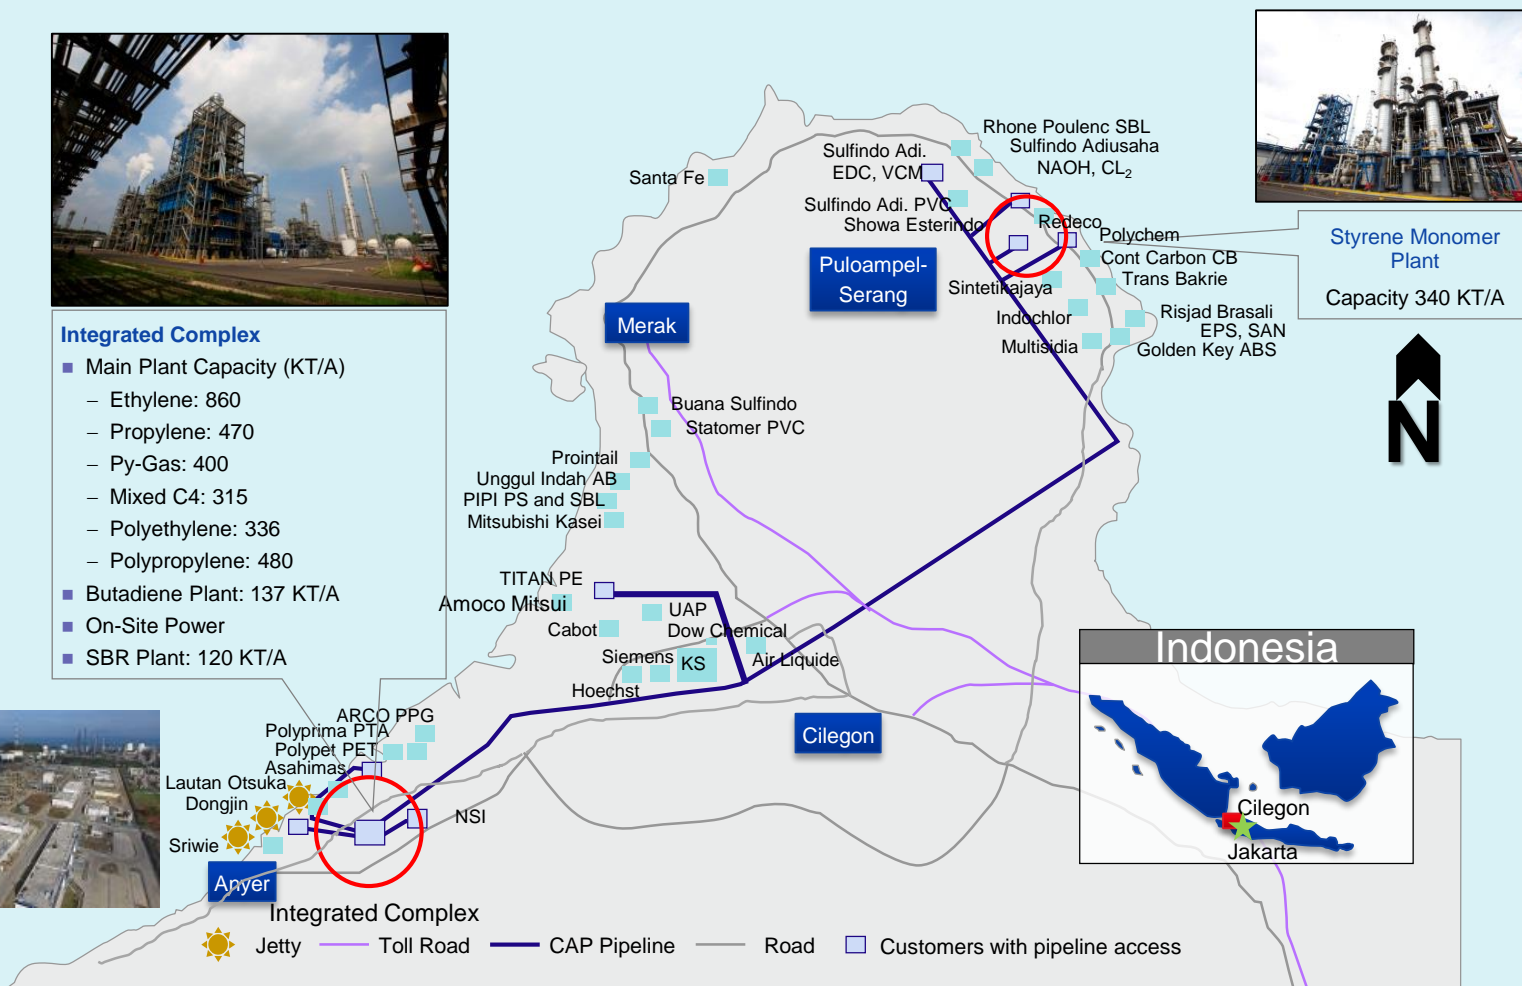 Integrated Complex
Main Plant Capacity (KT/A)
– Ethylene: 860
– Propylene: 470
– Py-Gas: 400
– Mixed C4: 315
– Polyethylene: 336
– Polypropylene: 480
Butadiene Plant: 137 KT/A
On-Site Power
SBR Plant: 120 KT/A
Santa Fe
Rhone Poulenc SBL
Sulfindo Adiusaha
NAOH, CL₂
Sulfindo Adi.
EDC, VCM
Sulfindo Adi. PVC
Showa Esterindo
Redeco
Polychem
Cont Carbon CB
Trans Bakrie
Puloampel-
Serang
Sintetikajaya
Indochlor
Multisidia
Risjad Brasali
EPS, SAN
Golden Key ABS
Styrene Monomer
Plant
Capacity 340 KT/A
N
Merak
Buana Sulfindo
Statomer PVC
Prointail
Unggul Indah AB
PIPI PS and SBL
Mitsubishi Kasei
TITAN PE
Amoco Mitsui
UAP
Cabot
Dow Chemical
Siemens
KS
Air Liquide
Hoechst
Cilegon
ARCO PPG
Polyprima PTA
Polypet PET
Asahimas
Lautan Otsuka
Dongjin
Sriwie
NSI
Anyer
Integrated Complex
Indonesia
Cilegon
Jakarta
Jetty
Toll Road
CAP Pipeline
Road
Customers with pipeline access